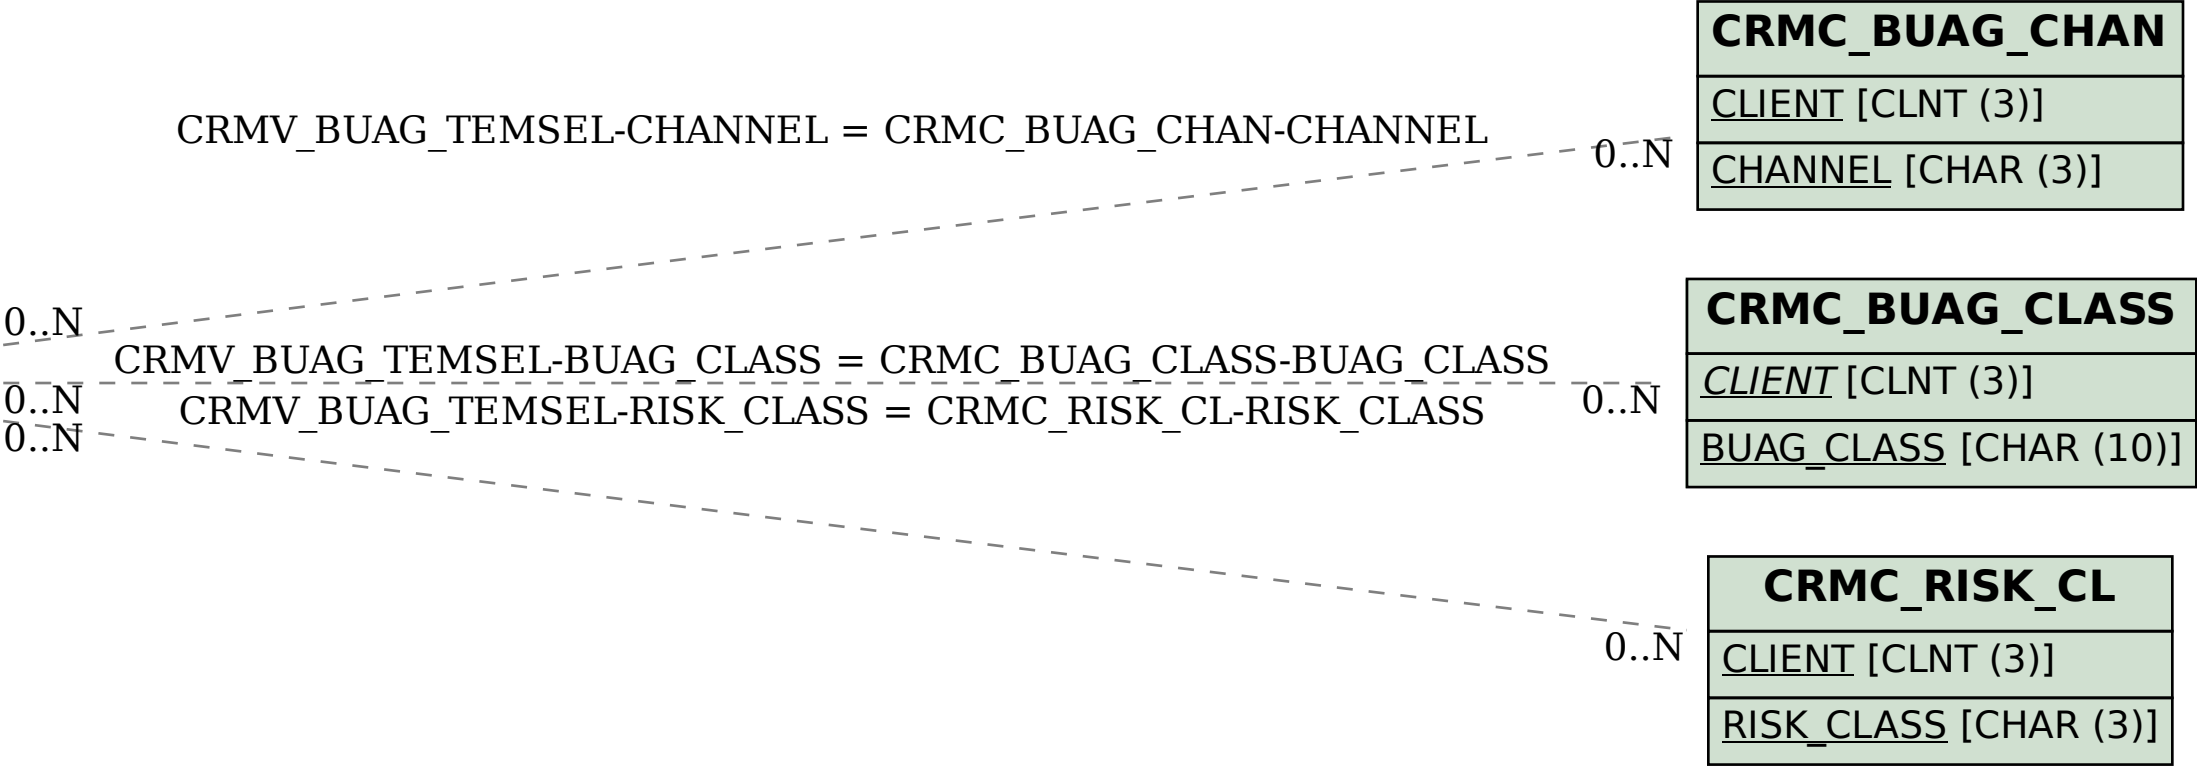 CRMC_BUAG_CHAN
CLIENT [CLNT (3)]
CHANNEL [CHAR (3)]
CRMV_BUAG_TEMSEL-CHANNEL = CRMC_BUAG_CHAN-CHANNEL
0..N
0..N
CRMC_BUAG_CLASS
CLIENT [CLNT (3)]
BUAG_CLASS [CHAR (10)]
CRMV_BUAG_TEMSEL-BUAG_CLASS = CRMC_BUAG_CLASS-BUAG_CLASS
0..N
0..N
CRMV_BUAG_TEMSEL-RISK_CLASS = CRMC_RISK_CL-RISK_CLASS
0..N
0..N
CRMC_RISK_CL
CLIENT [CLNT (3)]
RISK_CLASS [CHAR (3)]